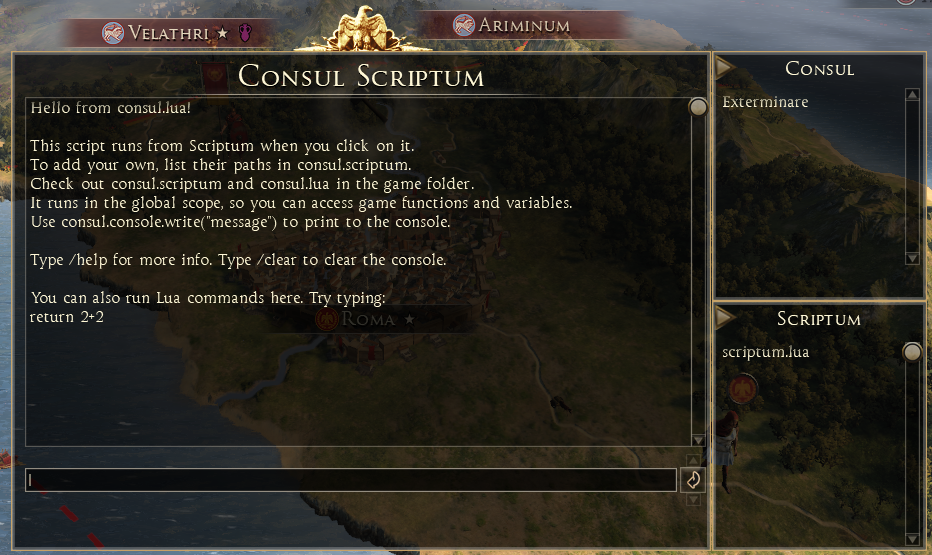 Velathri
Ariminum
Consul Scriptum
Hello from consul.lua!
This script runs from Scriptum when you click on it.
To add your own, list their paths in consul.scriptum.
Check out consul.scriptum and consul.lua in the game folder.
It runs in the global scope, so you can access game functions and variables.
Use consul.console.write("message") to print to the console.
Type /help for more info. Type /clear to clear the console.
You can also run Lua commands here. Try typing:
return 2+2
Roma
Consul
Exterminare
Scriptum
scriptum.lua